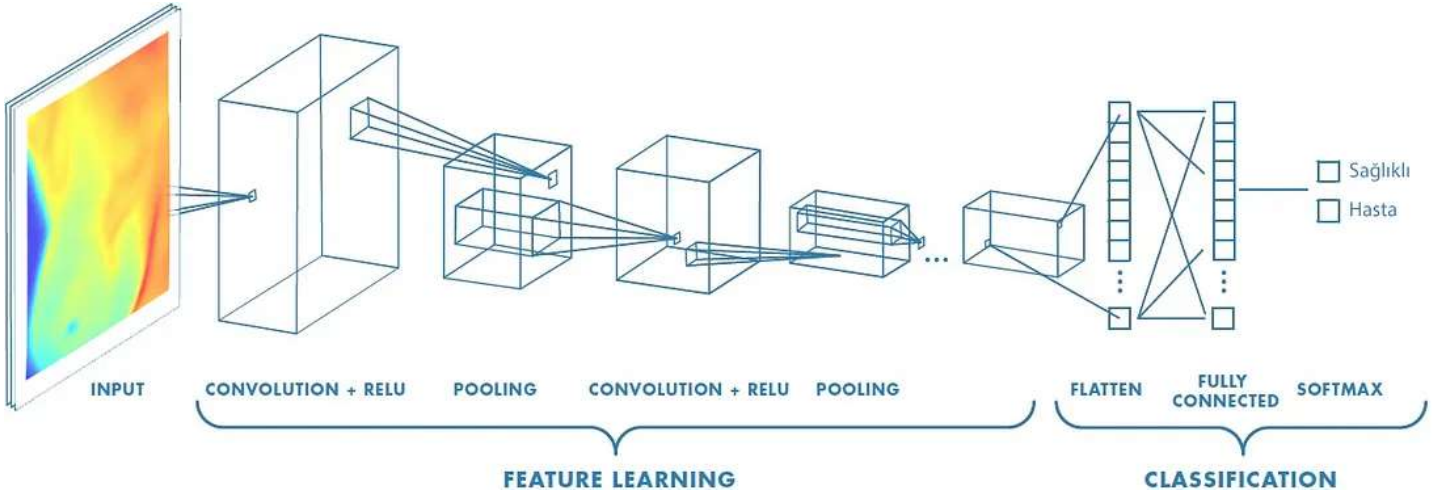 Sağlıklı
Hasta
INPUT
CONVOLUTION + RELU
POOLING
CONVOLUTION + RELU
POOLING
FLATTEN
FULLY
CONNECTED
SOFTMAX
FEATURE LEARNING
CLASSIFICATION